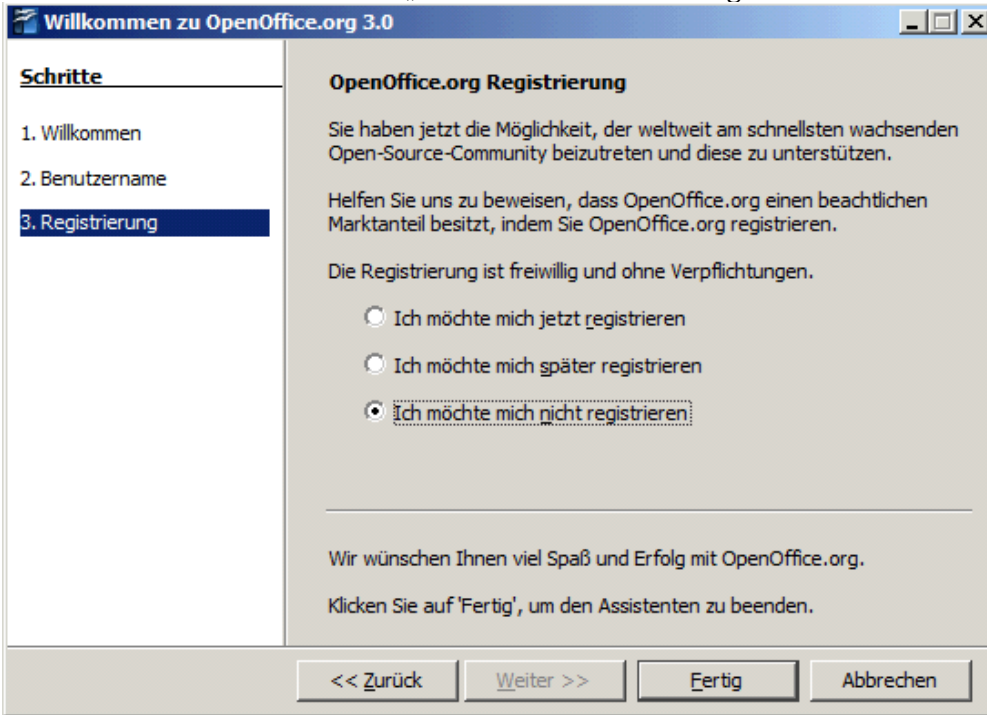 Willkommen zu OpenOffice.org 3.0
Schritte
1. Willkommen
2. Benutzername
3. Registrierung
OpenOffice.org Registrierung
Sie haben jetzt die Möglichkeit, der weltweit am schnellsten wachsenden
Open-Source-Community beizutreten und diese zu unterstützen.
Helfen Sie uns zu beweisen, dass OpenOffice.org einen beachtlichen
Marktanteil besitzt, indem Sie OpenOffice.org registrieren.
Die Registrierung ist freiwillig und ohne Verpflichtungen.
Ich möchte mich jetzt registrieren
Ich möchte mich später registrieren
Ich möchte mich nicht registrieren
Wir wünschen Ihnen viel Spaß und Erfolg mit OpenOffice.org.
Klicken Sie auf 'Fertig', um den Assistenten zu beenden.
<< Zurück
Weiter >>
Fertig
Abbrechen